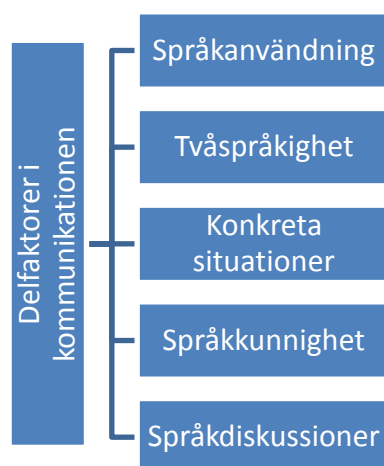 Delfaktorer i
kommunikationen
Språkanvändning
Tvåspråkighet
Konkreta
situationer
Språkkunnighet
Språkdiskussioner